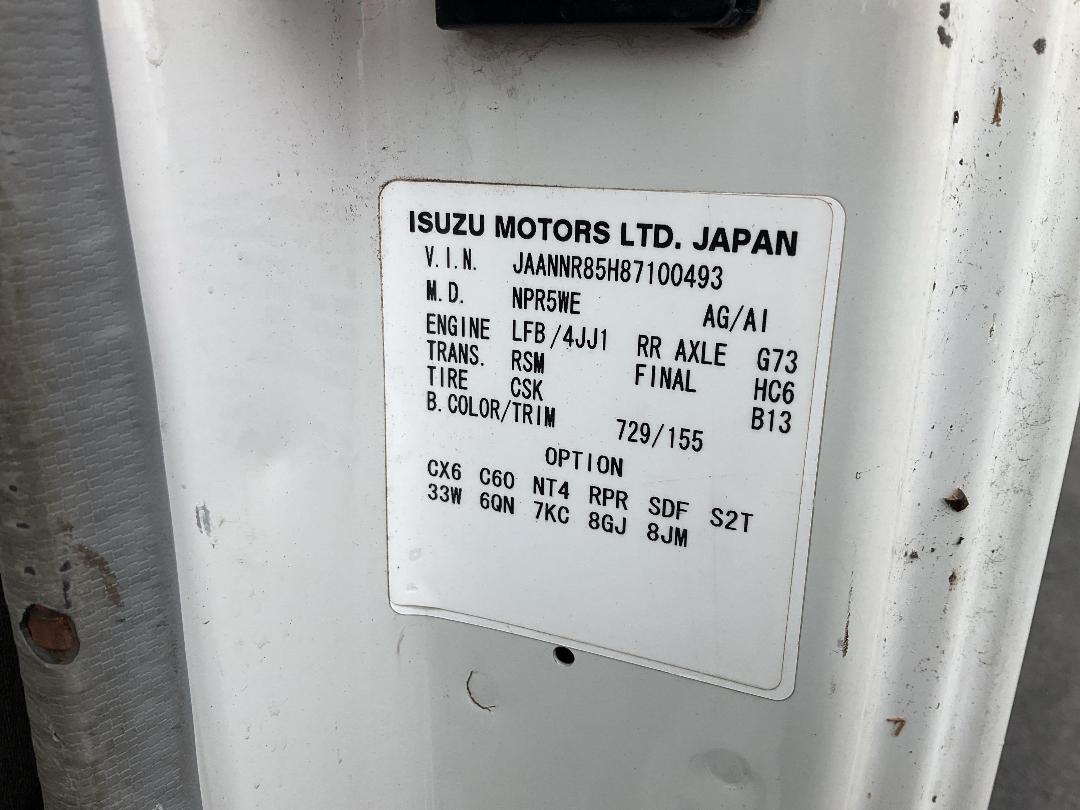 ISUZU MOTORS LTD. JAPAN
V.I.N. JAANNR85H87100493
M.D. NPR5WE AG/AI
ENGINE LFB/4JJ1 RR AXLE G73
TRANS. RSM FINAL HC6
TIRE CSK B13
B.COLOR/TRIM 729/155
OPTION
CX6 C60 NT4 RPR SDF S2T
33W 6QN 7KC 8GJ 8JM